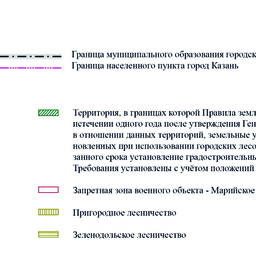 Граница муниципального образования городск
Граница населенного пункта город Казань
Территория, в границах которой Правила земл
истечении одного года после утверждения Ген
в отношении данных территорий, земельные у
новленных при использовании городских лесо
занного срока установление градостроительн
Требования установлены с учётом положений
Запретная зона военного объекта - Марийское
Пригородное лесничество
Зеленодольское лесничество